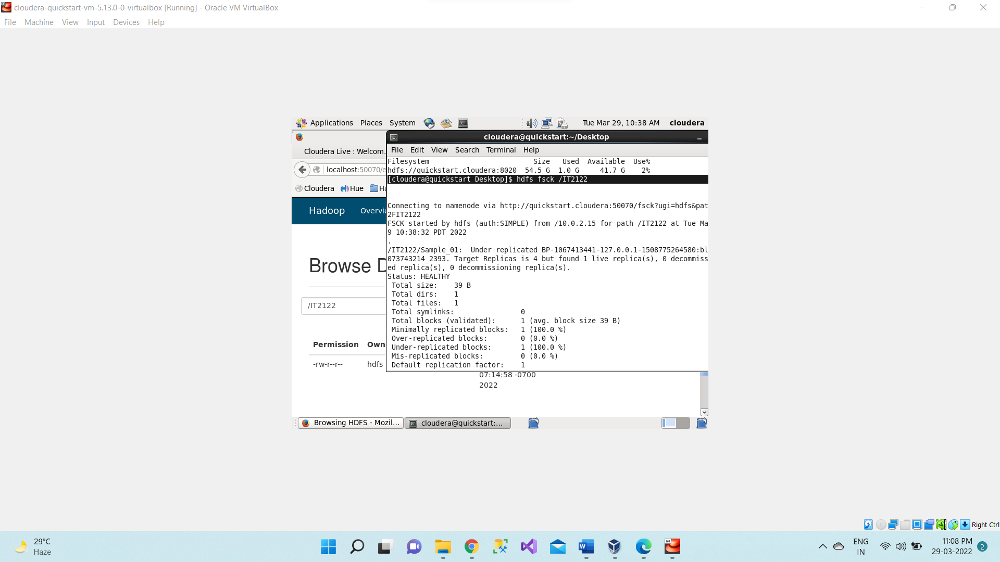 cloudera-quickstart-vm-5.13.0-0-virtualbox [Running] - Oracle VM VirtualBox
File Machine View Input Devices Help
Applications Places System Tue Mar 29, 10:38 AM cloudera
cloudera@quickstart:~/Desktop
Cloudera Live : Welcom.
File Edit View Search Terminal Help
localhost:50070/e
Cloudera Hue Ha
Hadoop Overvie
Browse D
/IT2122
Permission Own
-rw-r--r-- hdfs
Filesystem Size Used Available Use%
hdfs://quickstart.cloudera:8020 54.5 G 1.0 G 41.7 G 2%
[cloudera@quickstart Desktop]$ hdfs fsck /IT2122
Connecting to namenode via http://quickstart.cloudera:50070/fsck?ugi=hdfs&pat
2FIT2122
FSCK started by hdfs (auth:SIMPLE) from /10.0.2.15 for path /IT2122 at Tue Ma
9 10:38:32 PDT 2022
.
/IT2122/Sample_01: Under replicated BP-1067413441-127.0.0.1-1508775264580:bl
073743214_2393. Target Replicas is 4 but found 1 live replica(s), 0 decommiss
ed replica(s), 0 decommissioning replica(s).
Status: HEALTHY
Total size: 39 B
Total dirs: 1
Total files: 1
Total symlinks: 0
Total blocks (validated): 1 (avg. block size 39 B)
Minimally replicated blocks: 1 (100.0 %)
Over-replicated blocks: 0 (0.0 %)
Under-replicated blocks: 1 (100.0 %)
Mis-replicated blocks: 0 (0.0 %)
Default replication factor: 1
07:14:58 -0700
2022
Browsing HDFS - Mozil... cloudera@quickstart:...
Right Ctrl
29°C
Haze
ENG
IN
11:08 PM
29-03-2022
2